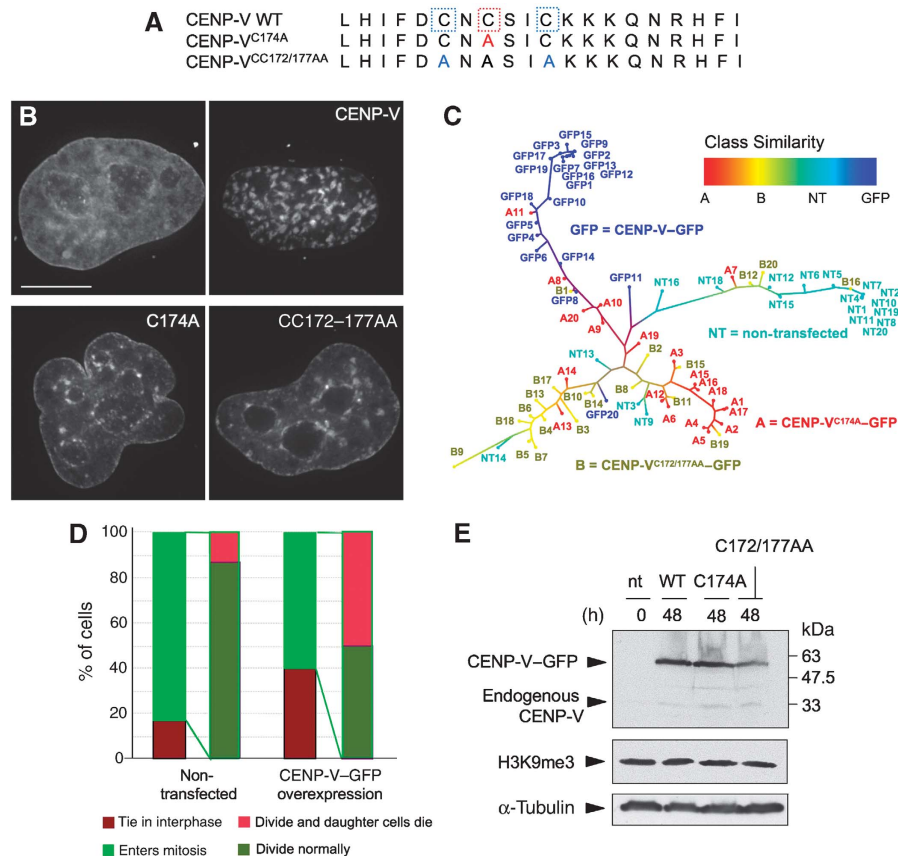 A
CENP-V WT L H I F D C N C S I C K K K Q N R H F I
CENP-V^C174A L H I F D C N A S I C K K K Q N R H F I
CENP-V^CC172/177AA L H I F D A N A S I A K K K Q N R H F I
B
CENP-V
C174A
CC172–177AA
C
Class Similarity
A B NT GFP
GFP15
GFP3
GFP9
GFP17
GFP2
GFP7
GFP13
GFP19
GFP16
GFP12
GFP1
GFP18
GFP10
A11
GFP5
GFP4
GFP6
GFP14
GFP = CENP-V–GFP
A8
B1
GFP8
A10
A20
A9
GFP11
NT16
NT18
A7
B20
B12
NT12
NT6
NT5
B16
NT7
NT2
NT15
NT4
NT10
NT1
NT19
NT11
NT8
NT20
NT = non-transfected
A19
NT13
B2
A3
B15
A14
B17
B13
B10
B14
GFP20
B8
A15
A16
A18
A12
B11
A1
A17
B6
B18
B4
A13
B3
NT3
NT9
A6
A4
A2
A5
B19
B9
NT14
B5
B7
A = CENP-V^C174A–GFP
B = CENP-V^C172/177AA–GFP
D
% of cells
100
80
60
40
20
0
Non-
transfected
CENP-V–GFP
overexpression
Tie in interphase
Divide and daughter cells die
Enters mitosis
Divide normally
E
C172/177AA
nt WT C174A
(h) 0 48 48 48
kDa
CENP-V–GFP
63
47.5
Endogenous
CENP-V
33
H3K9me3
α-Tubulin